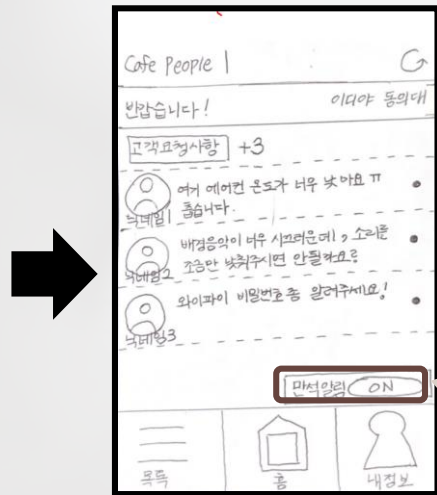 Cafe People
반갑습니다!
이디야 동의대
고객요청사항 +3
여기 에어컨 온도가 너무 낮아요 ㅠ
춥습니다.
닉네임1
배경음악이 너무 시끄러운데, 소리를
조금만 낮춰주시면 안될까요?
닉네임2
와이파이 비밀번호 좀 알려주세요!
닉네임3
만석알림 ON
목록
홈
내정보